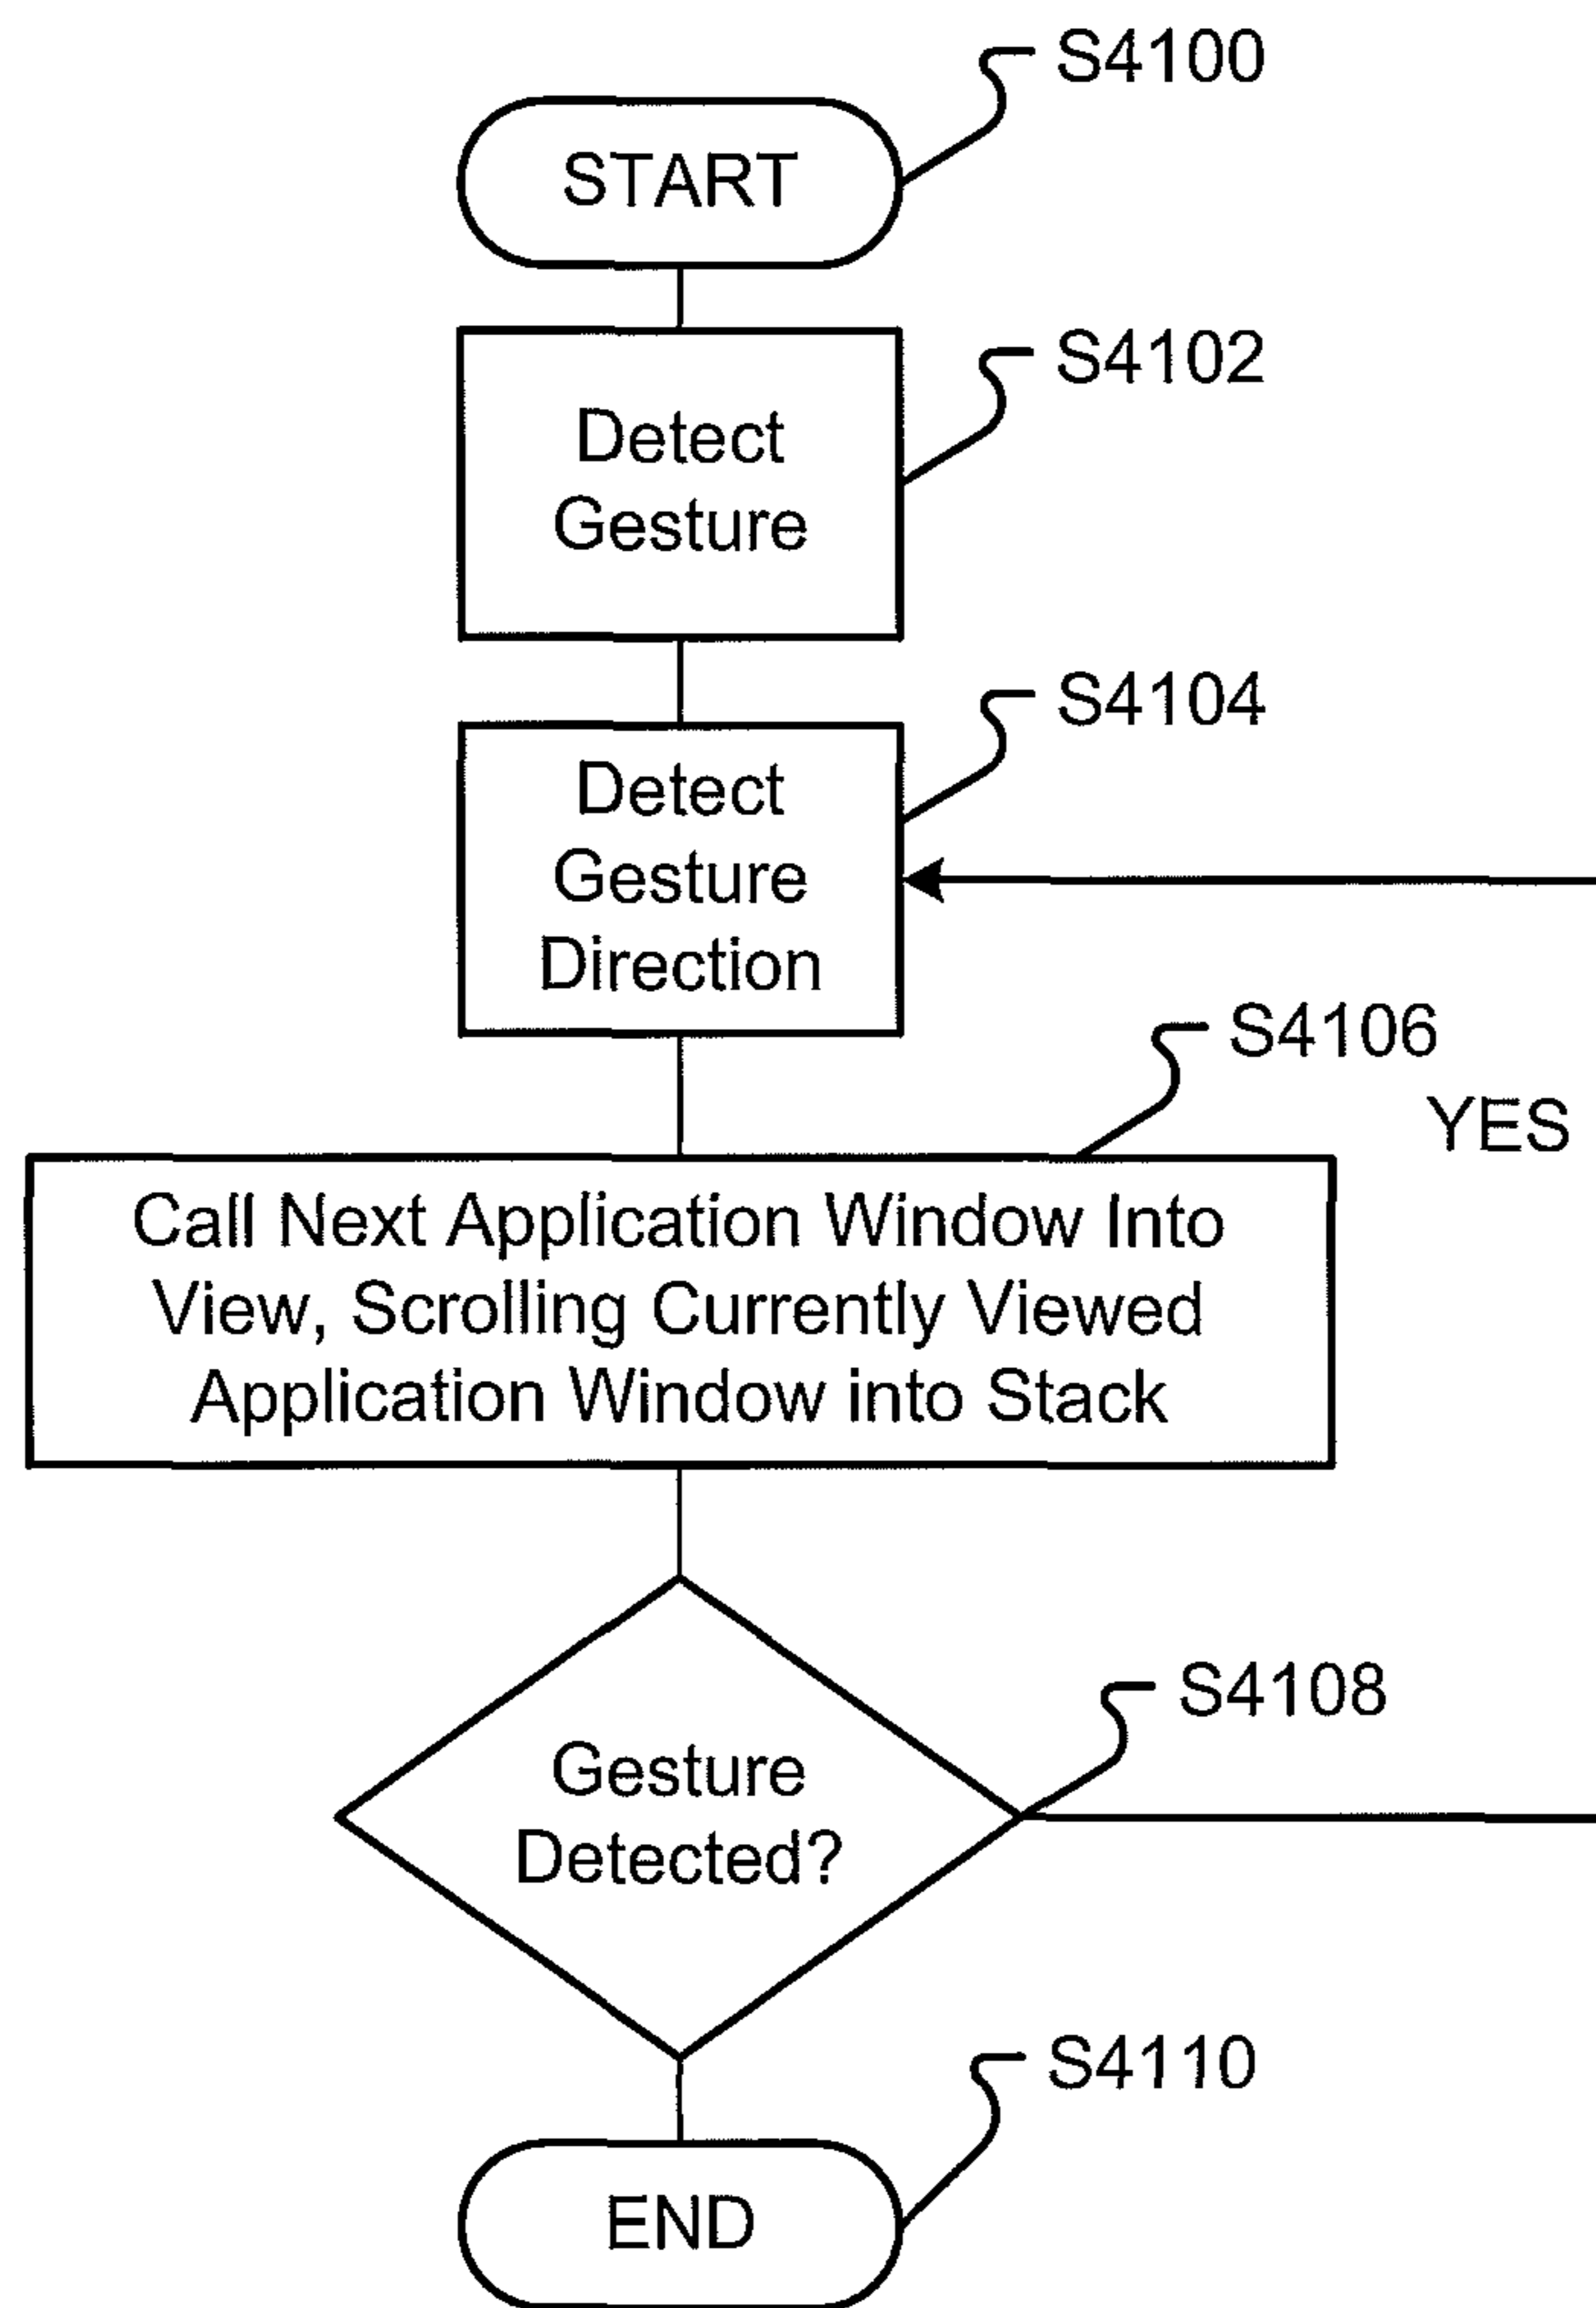 S4100
START
S4102
Detect
Gesture
S4104
Detect
Gesture
Direction
S4106
YES
Call Next Application Window Into
View, Scrolling Currently Viewed
Application Window into Stack
S4108
Gesture
Detected?
S4110
END